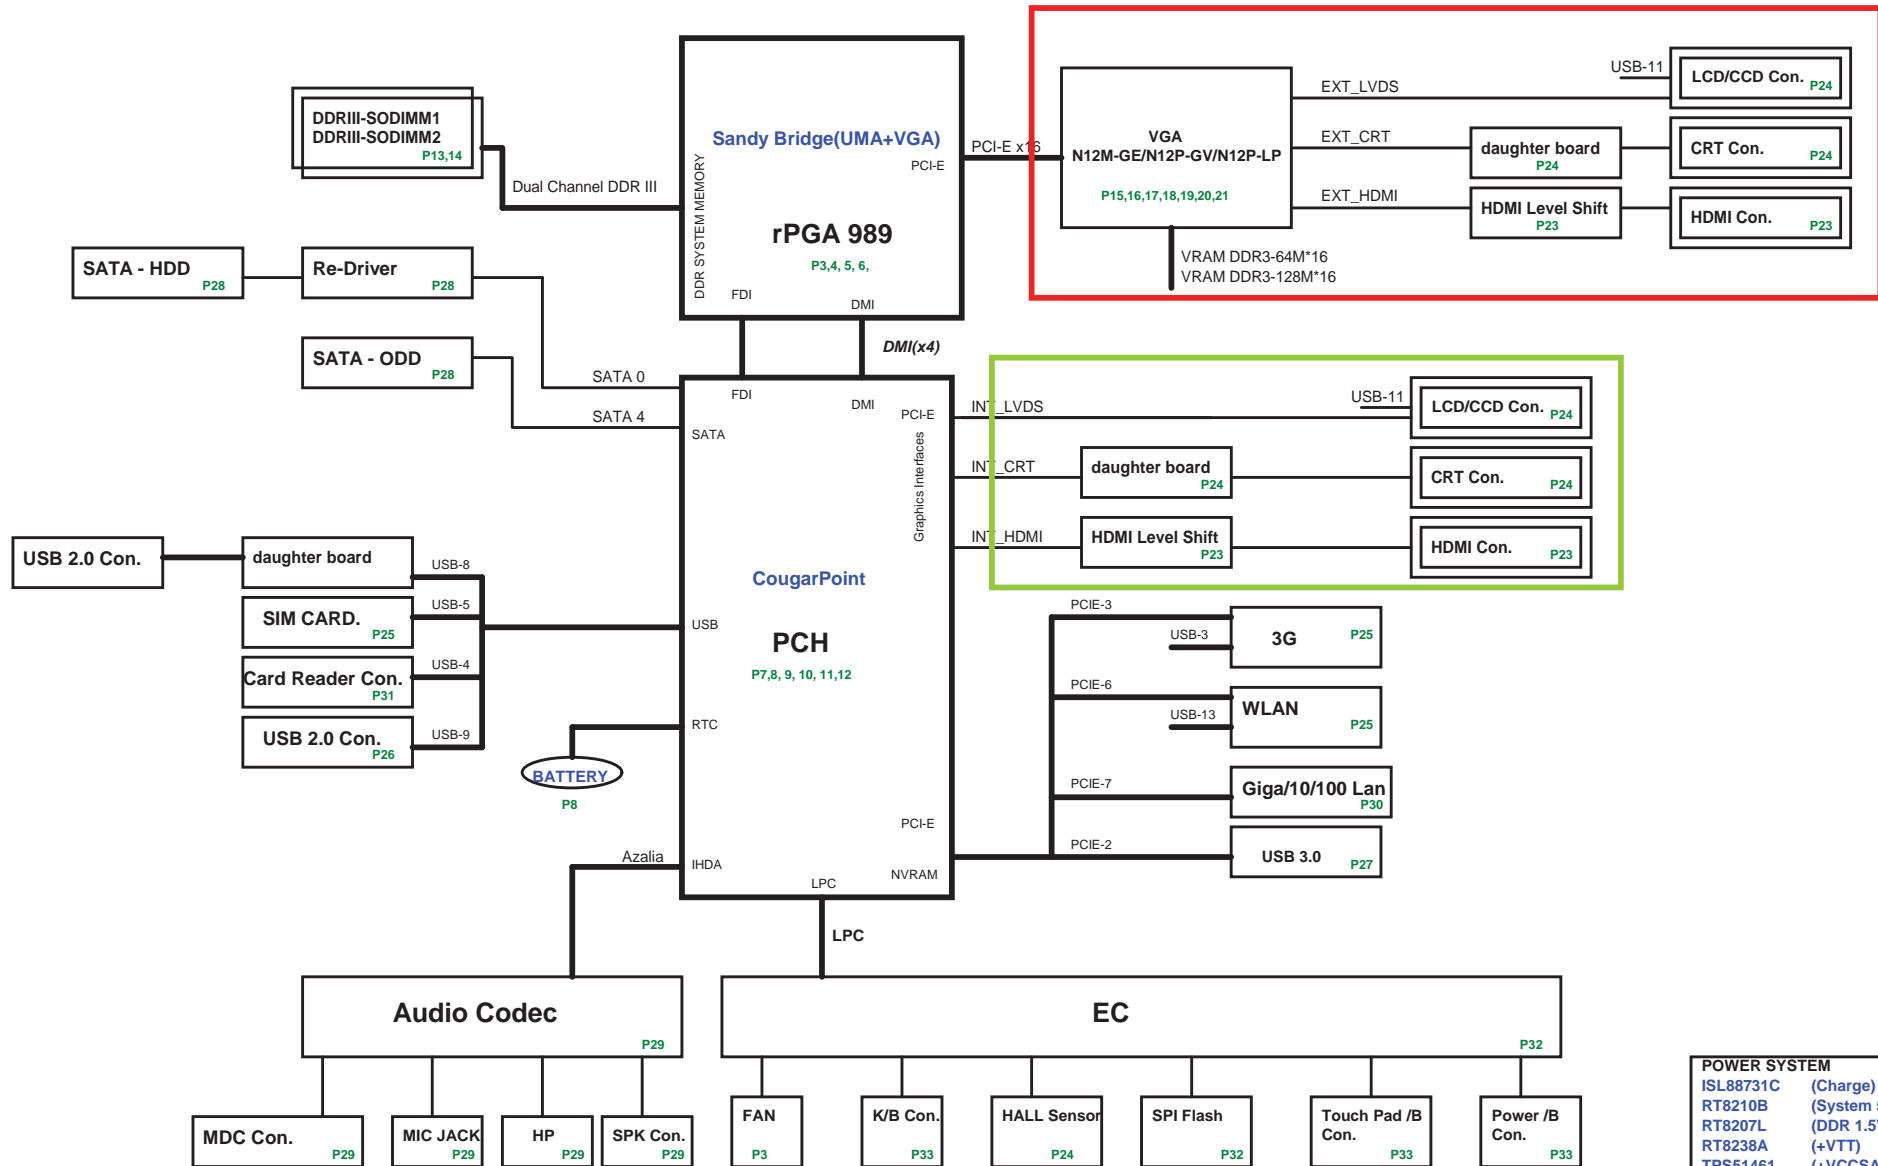 DDRIII-SODIMM1
DDRIII-SODIMM2
P13,14
Dual Channel DDR III
DDR SYSTEM MEMORY
Sandy Bridge(UMA+VGA)
PCI-E
rPGA 989
P3,4, 5, 6,
FDI
DMI
PCI-E x16
VGA
N12M-GE/N12P-GV/N12P-LP
P15,16,17,18,19,20,21
VRAM DDR3-64M*16
VRAM DDR3-128M*16
EXT_LVDS
USB-11
LCD/CCD Con.
P24
EXT_CRT
daughter board
P24
CRT Con.
P24
EXT_HDMI
HDMI Level Shift
P23
HDMI Con.
P23
SATA - HDD
P28
Re-Driver
P28
SATA - ODD
P28
SATA 0
SATA 4
DMI(x4)
FDI
DMI
PCI-E
SATA
Graphics Interfaces
INT_LVDS
USB-11
LCD/CCD Con.
P24
INT_CRT
daughter board
P24
CRT Con.
P24
INT_HDMI
HDMI Level Shift
P23
HDMI Con.
P23
USB 2.0 Con.
daughter board
USB-8
SIM CARD.
P25
USB-5
Card Reader Con.
P31
USB-4
USB 2.0 Con.
P26
USB-9
USB
CougarPoint
PCH
P7,8, 9, 10, 11,12
RTC
BATTERY
P8
PCI-E
NVRAM
LPC
IHDA
Azalia
PCIE-3
USB-3
3G
P25
PCIE-6
USB-13
WLAN
P25
PCIE-7
Giga/10/100 Lan
P30
PCIE-2
USB 3.0
P27
LPC
Audio Codec
P29
EC
P32
MDC Con.
P29
MIC JACK
P29
HP
P29
SPK Con.
P29
FAN
P3
K/B Con.
P33
HALL Sensor
P24
SPI Flash
P32
Touch Pad /B
Con.
P33
Power /B
Con.
P33
POWER SYSTEM
ISL88731C (Charge)
RT8210B (System
RT8207L (DDR
RT8238A (+VTT)
TPS51461